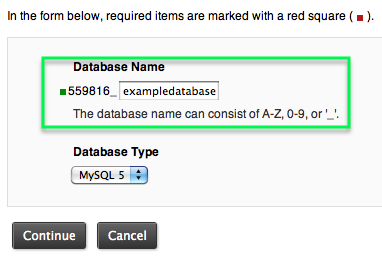 In the form below, required items are marked with a red square ( ).
Database Name
559816_ exampledatabase
The database name can consist of A-Z, 0-9, or '_'.
Database Type
MySQL 5
Continue Cancel